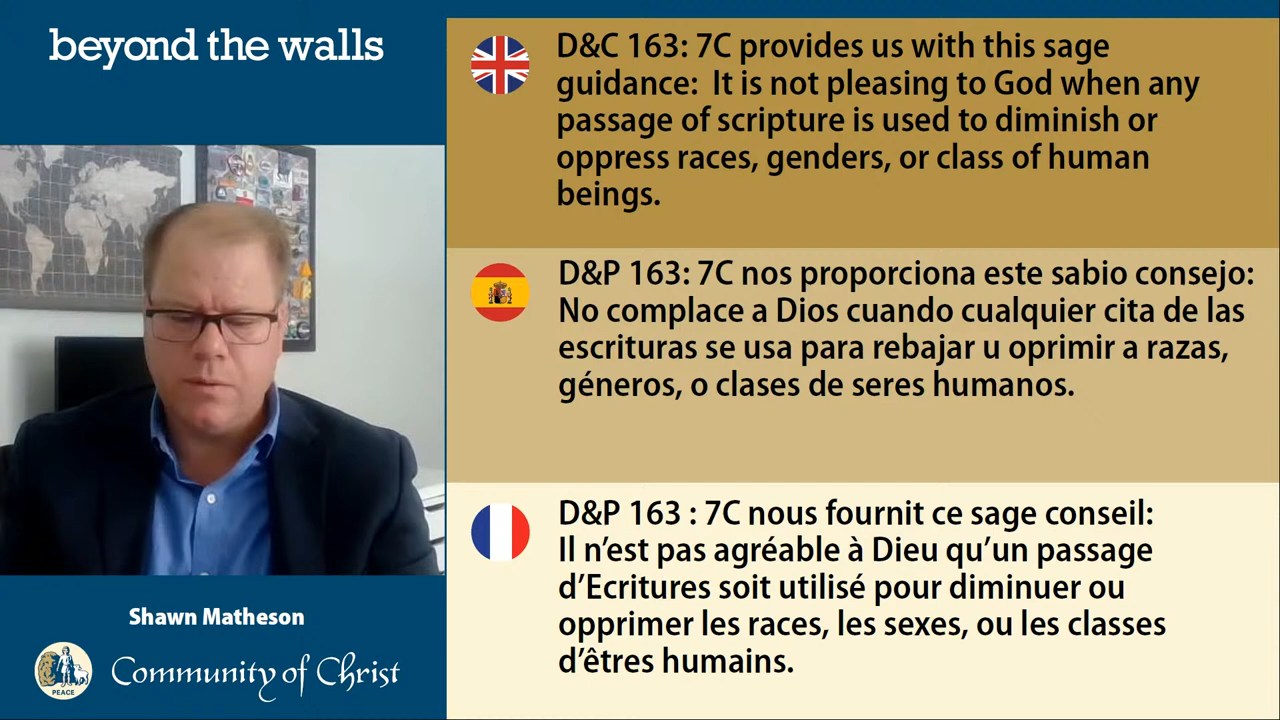 beyond the walls
D&C 163: 7C provides us with this sage
guidance:  It is not pleasing to God when any
passage of scripture is used to diminish or
oppress races, genders, or class of human
beings.
D&P 163: 7C nos proporciona este sabio consejo:
No complace a Dios cuando cualquier cita de las
escrituras se usa para rebajar u oprimir a razas,
géneros, o clases de seres humanos.
D&P 163 : 7C nous fournit ce sage conseil:
Il n’est pas agréable à Dieu qu’un passage
d’Ecritures soit utilisé pour diminuer ou
opprimer les races, les sexes, ou les classes
d’êtres humains.
Shawn Matheson
PEACE
Community of Christ